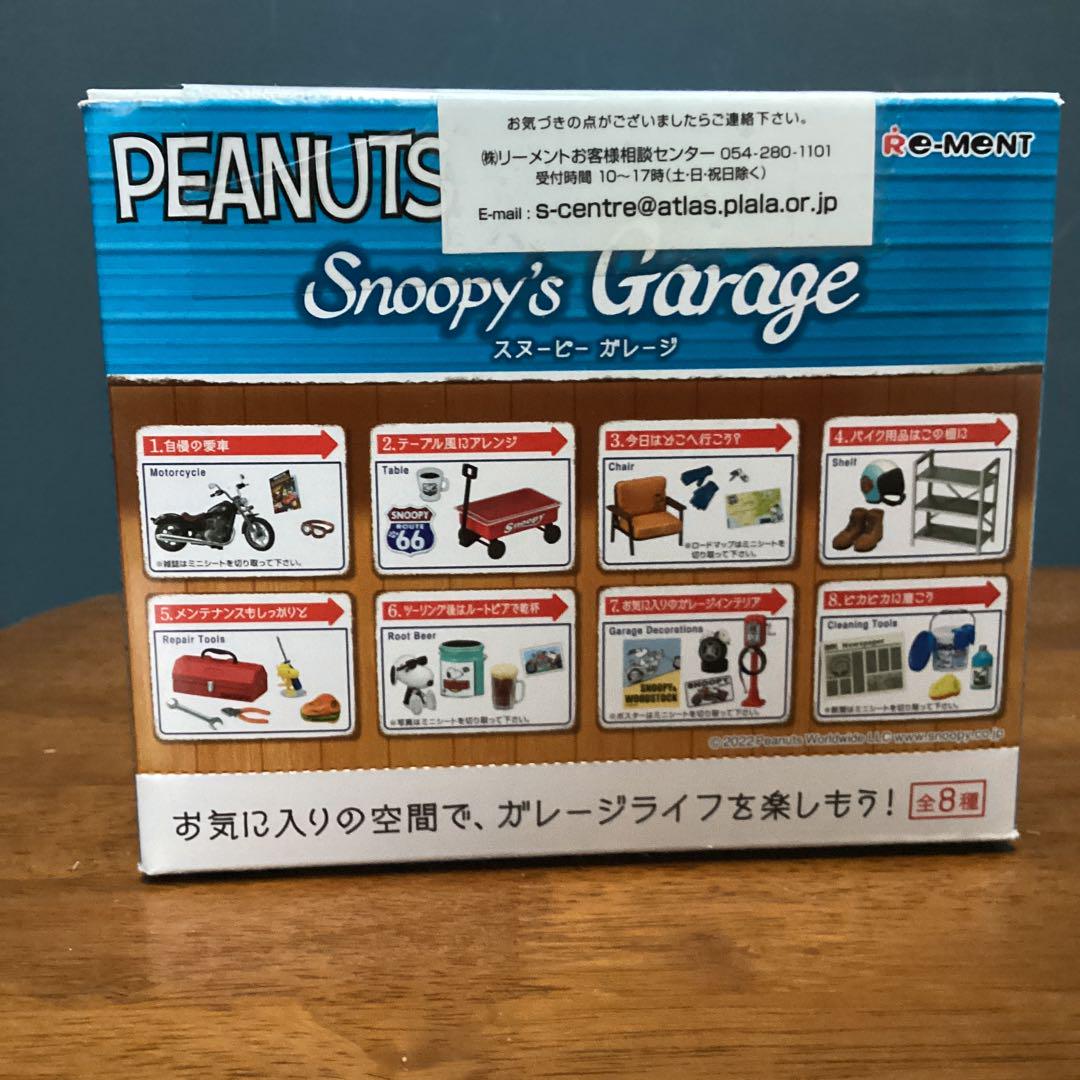 PEANUTS
お気づきの点がございましたらご連絡下さい。
㈱リーメントお客様相談センター 054-280-1101
受付時間 10～17時(土・日・祝日除く)
E-mail : s-centre@atlas.plala.or.jp
Re-MeNT
Snoopy's Garage
スヌーピー ガレージ
1.自慢の愛車
Motorcycle
※雑誌はミニシートを切り取って下さい。
2.テーブル風にアレンジ
Table
SNOOPY
ROUTE
66
Snoopy
3.今日はどこへ行こう?
Chair
※ロードマップはミニシートを
切り取って下さい。
4.バイク用品はこの棚に
Shelf
5.メンテナンスもしっかりと
Repair Tools
6.ツーリング後はルートビアで乾杯
Root Beer
※写真はミニシートを切り取って下さい。
7.お気に入りのガレージインテリア
Garage Decorations
SNOOPY&
WOODSTOCK
SNOOPY
※ポスターはミニシートを切り取って下さい。
8.ピカピカに磨こう
Cleaning Tools
Newspaper
※新聞はミニシートを切り取って下さい。
©2022 Peanuts Worldwide LLC www.snoopy.co.jp
お気に入りの空間で、ガレージライフを楽しもう!
全8種